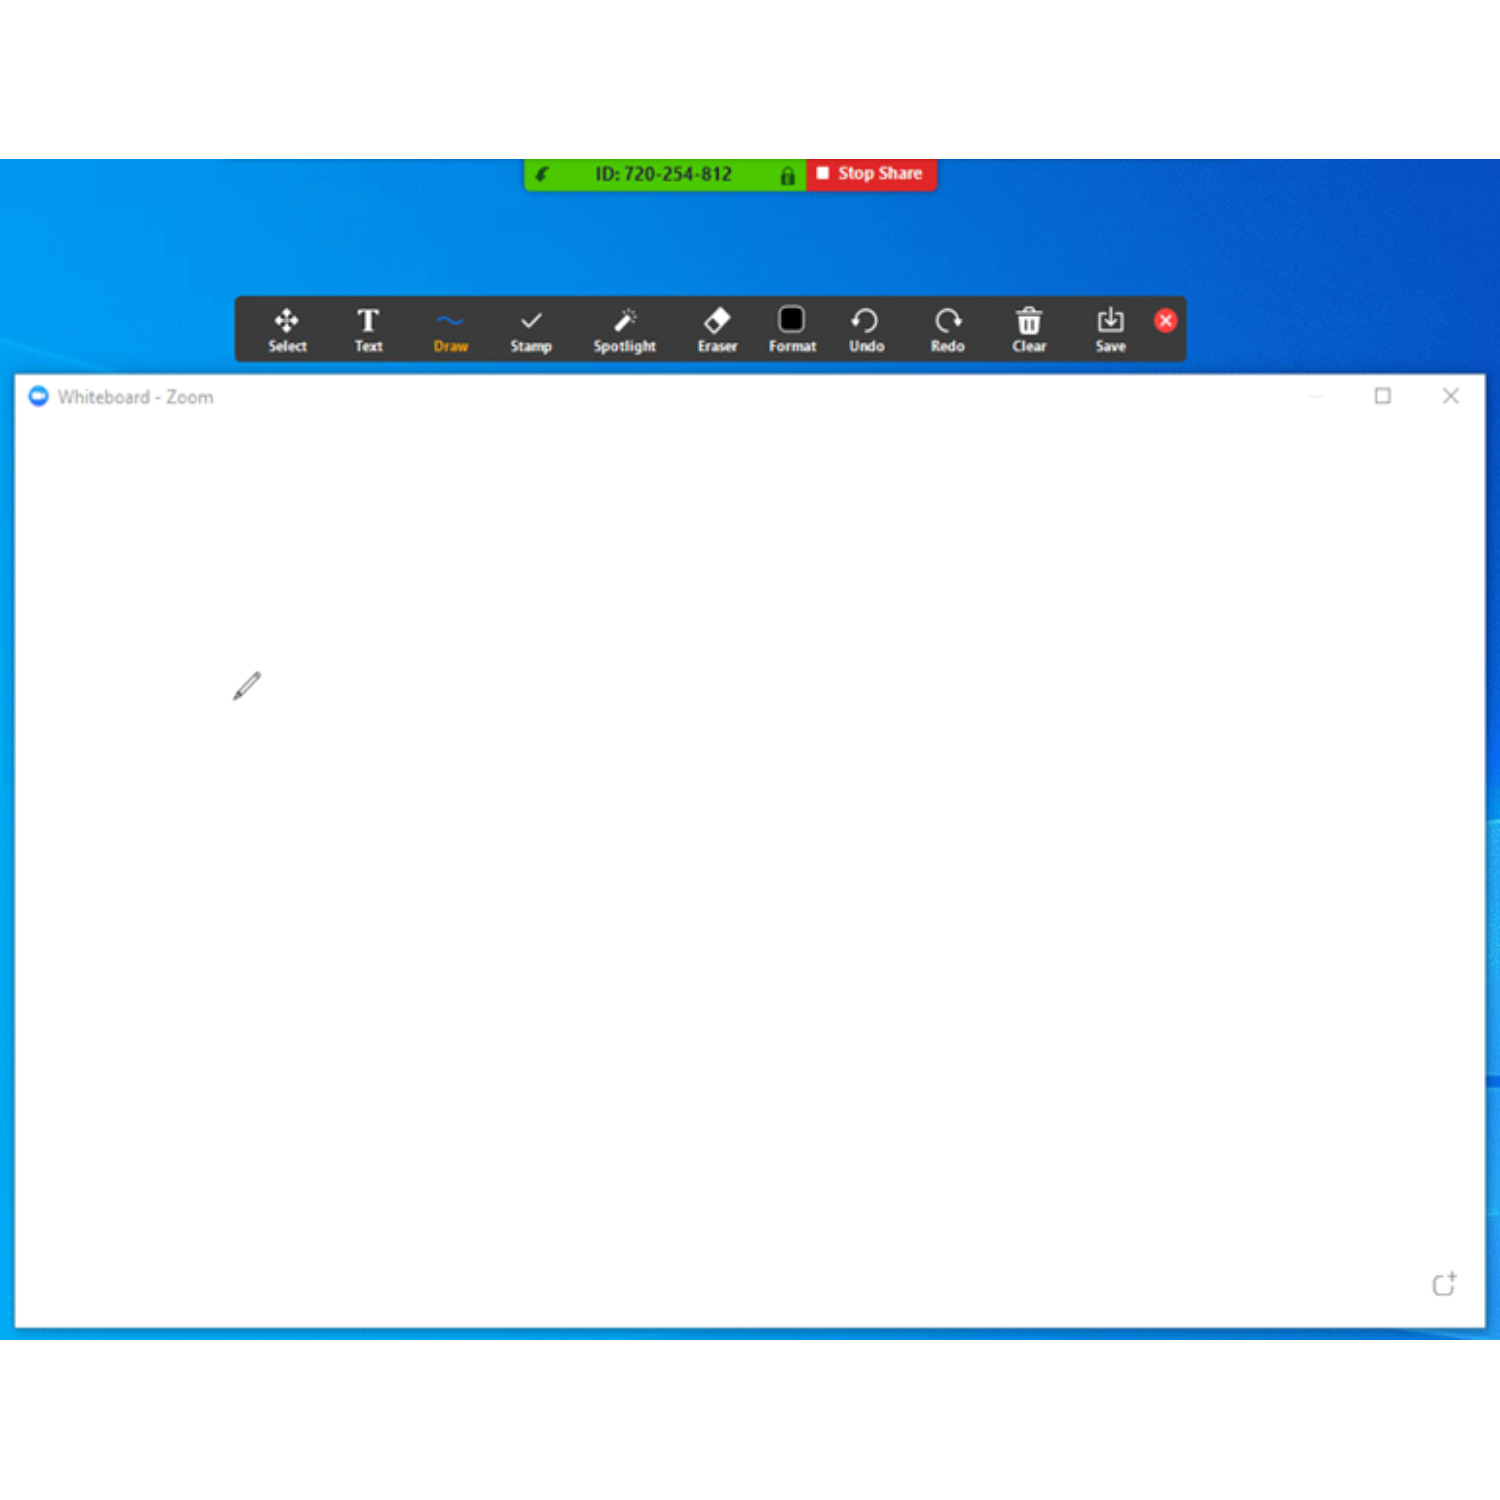 ID: 720-254-812 Stop Share
Select Text Draw Stamp Spotlight Eraser Format Undo Redo Clear Save
Whiteboard - Zoom